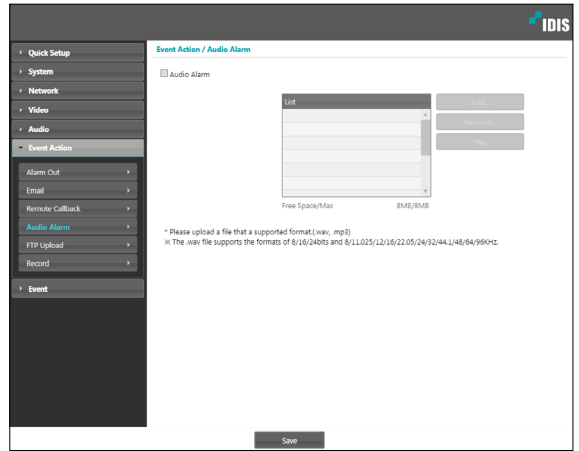 IDIS
Quick Setup
System
Network
Video
Audio
Event Action
Alarm Out
Email
Remote Callback
Audio Alarm
FTP Upload
Record
Event
Event Action / Audio Alarm
Audio Alarm
List
Add...
Remove...
Play
Free Space/Max 8MB/8MB
* Please upload a file that a supported format.(.wav, .mp3)
※ The .wav file supports the formats of 8/16/24bits and 8/11.025/12/16/22.05/24/32/44.1/48/64/96KHz.
Save